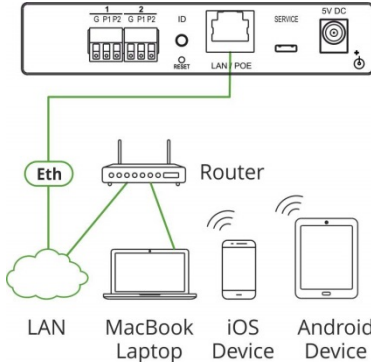 1 2
G P1 P2 G P1 P2
ID
RESET
LAN / POE
SERVICE
5V DC
+
Eth
Router
LAN
MacBook
Laptop
iOS
Device
Android
Device